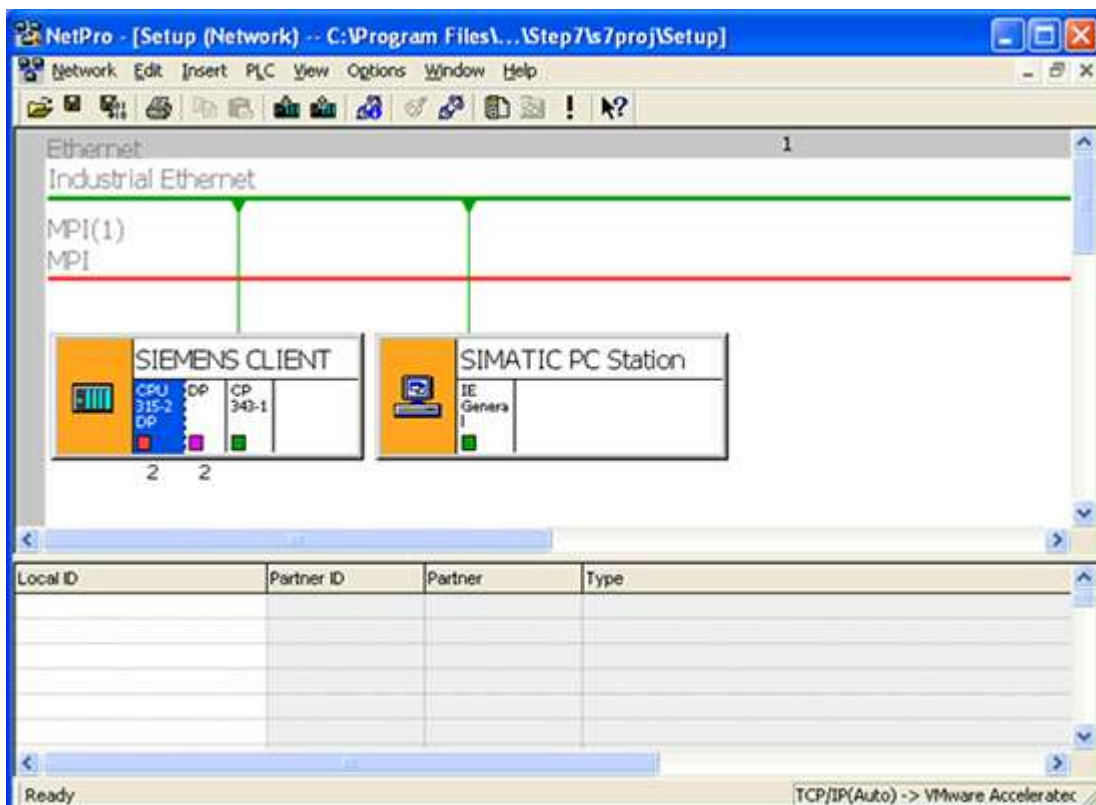 NetPro - [Setup (Network) -- C:\Program Files\...\Step7\s7proj\Setup]
Network Edit Insert PLC View Options Window Help
Ethernet 1
Industrial Ethernet
MPI(1)
MPI
SIEMENS CLIENT
CPU
315-2
DP
DP
CP
343-1
2 2
SIMATIC PC Station
IE
Genera
l
Local ID Partner ID Partner Type
Ready TCP/IP(Auto) -> VMware Acceleratec